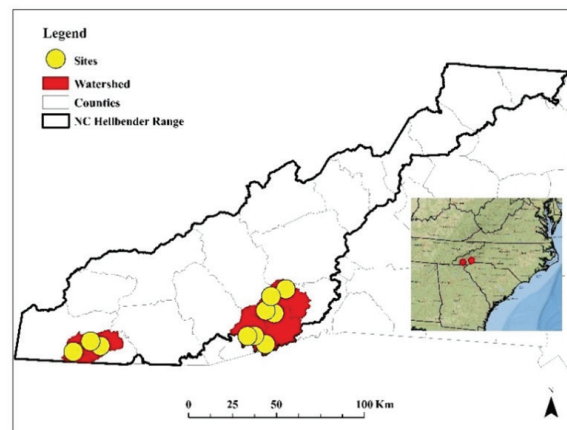 Legend
Sites
Watershed
Counties
NC Hellbender Range
0 25 50 100 Km